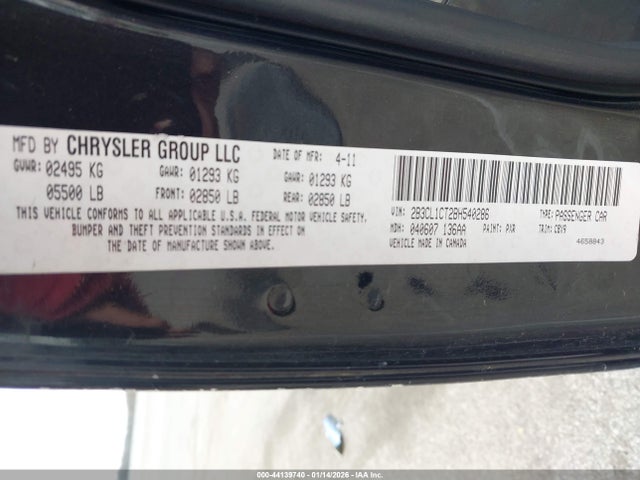 MFD BY CHRYSLER GROUP LLC DATE OF MFR: 4-11
GVWR: 02495 KG GAWR: 01293 KG GAWR: 01293 KG
05500 LB FRONT: 02850 LB REAR: 02850 LB
THIS VEHICLE CONFORMS TO ALL APPLICABLE U.S.A. FEDERAL MOTOR VEHICLE SAFETY,
BUMPER AND THEFT PREVENTION STANDARDS IN EFFECT ON
THE DATE OF MANUFACTURE SHOWN ABOVE.
VIN: 2B3CL1CT2BH540286 TYPE: PASSENGER CAR
MDH: 040607 136AA PAINT: PXR TRIM: CBV9
VEHICLE MADE IN CANADA 4658843
000-44139740 - 01/14/2026 - IAA Inc.